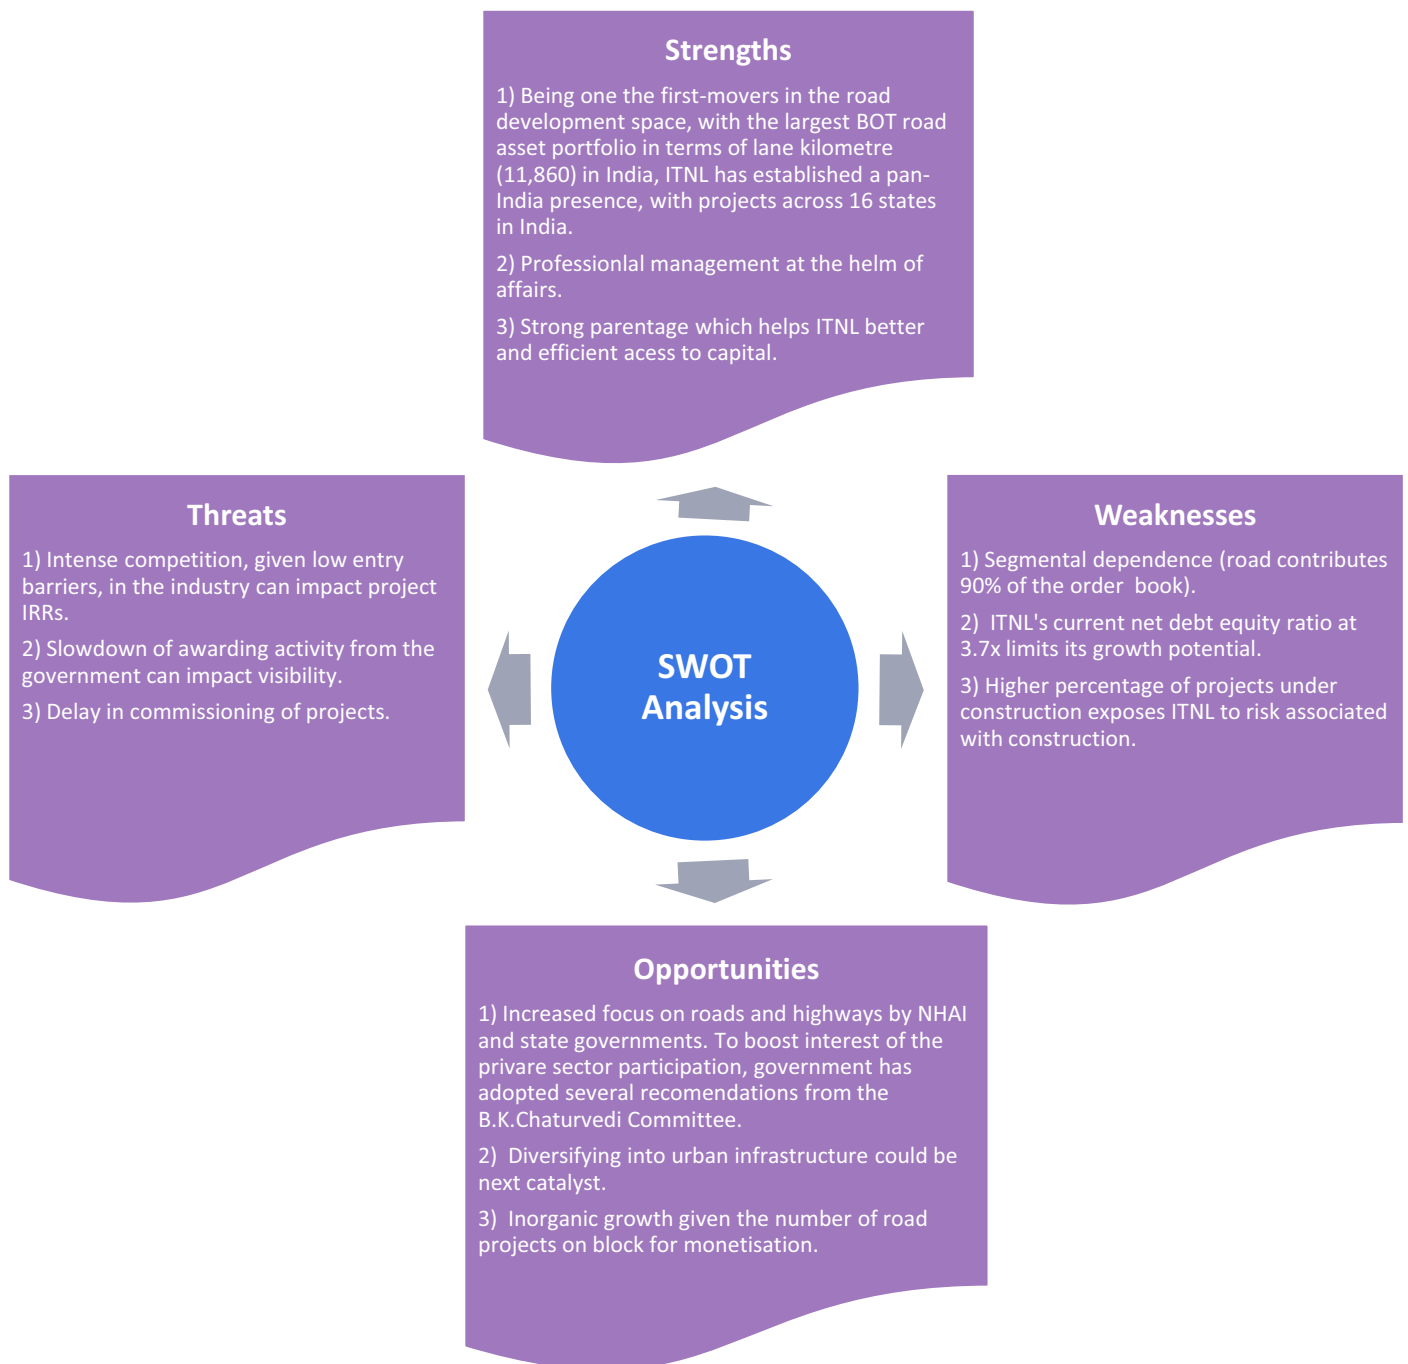 Strengths
1) Being one the first-movers in the road
development space, with the largest BOT road
asset portfolio in terms of lane kilometre
(11,860) in India, ITNL has established a pan-
India presence, with projects across 16 states
in India.
2) Professionlal management at the helm of
affairs.
3) Strong parentage which helps ITNL better
and efficient acess to capital.
Threats
1) Intense competition, given low entry
barriers, in the industry can impact project
IRRs.
2) Slowdown of awarding activity from the
government can impact visibility.
3) Delay in commissioning of projects.
SWOT
Analysis
Weaknesses
1) Segmental dependence (road contributes
90% of the order  book).
2)  ITNL's current net debt equity ratio at
3.7x limits its growth potential.
3) Higher percentage of projects under
construction exposes ITNL to risk associated
with construction.
Opportunities
1) Increased focus on roads and highways by NHAI
and state governments. To boost interest of the
privare sector participation, government has
adopted several recomendations from the
B.K.Chaturvedi Committee.
2)  Diversifying into urban infrastructure could be
next catalyst.
3)  Inorganic growth given the number of road
projects on block for monetisation.